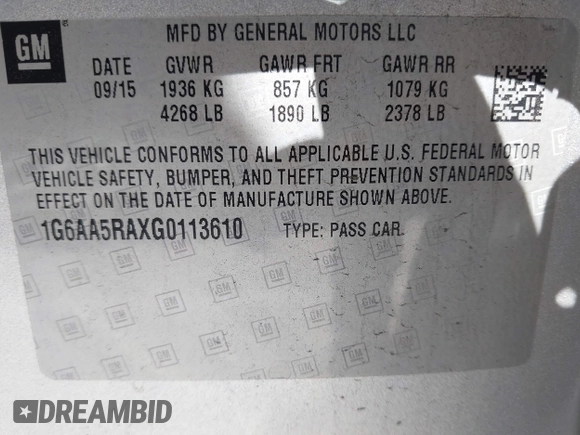 GM
MFD BY GENERAL MOTORS LLC
DATE GVWR GAWR FRT GAWR RR
09/15 1936 KG 857 KG 1079 KG
4268 LB 1890 LB 2378 LB
THIS VEHICLE CONFORMS TO ALL APPLICABLE U.S. FEDERAL MOTOR
VEHICLE SAFETY, BUMPER, AND THEFT PREVENTION STANDARDS IN
EFFECT ON THE DATE OF MANUFACTURE SHOWN ABOVE.
1G6AA5RAXG0113610 TYPE: PASS CAR.
DREAMBID